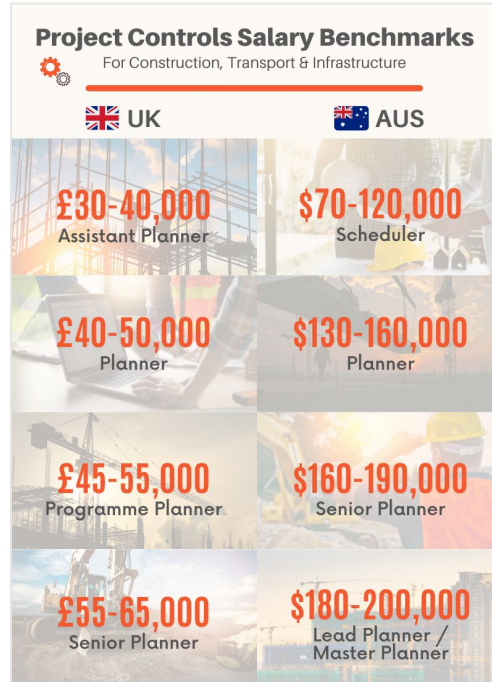 Project Controls Salary Benchmarks
For Construction, Transport & Infrastructure
UK
AUS
£30-40,000
Assistant Planner
$70-120,000
Scheduler
£40-50,000
Planner
$130-160,000
Planner
£45-55,000
Programme Planner
$160-190,000
Senior Planner
£55-65,000
Senior Planner
$180-200,000
Lead Planner /
Master Planner